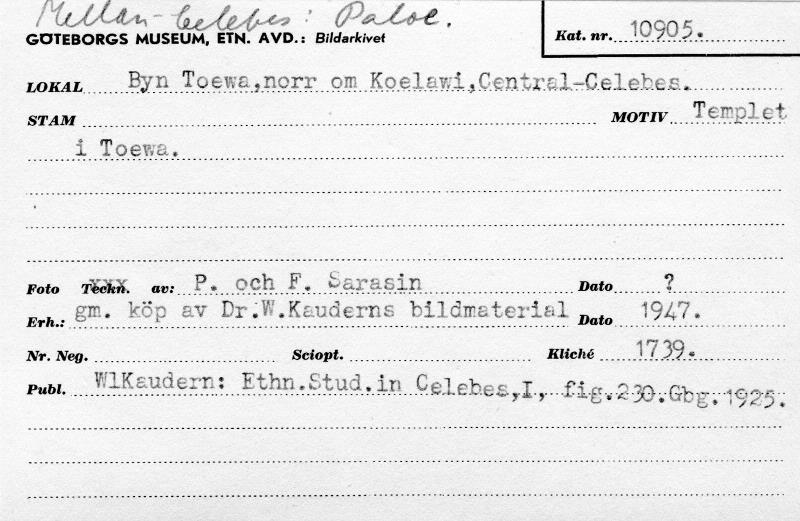 Mellan-Celebes: Paloe.
GÖTEBORGS MUSEUM, ETN. AVD.: Bildarkivet
Kat. nr. 10905.
LOKAL Byn Toewa,norr om Koelawi,Central-Celebes.
STAM MOTIV Templet
i Toewa.
Foto Teckn. av: P. och F. Sarasin Dato ?
Erh.: gm. köp av Dr.W.Kauderns bildmaterial Dato 1947.
Nr. Neg. Sciopt. Kliché 1739.
Publ. WlKaudern: Ethn.Stud.in Celebes,I, fig.230.Gbg.1925.